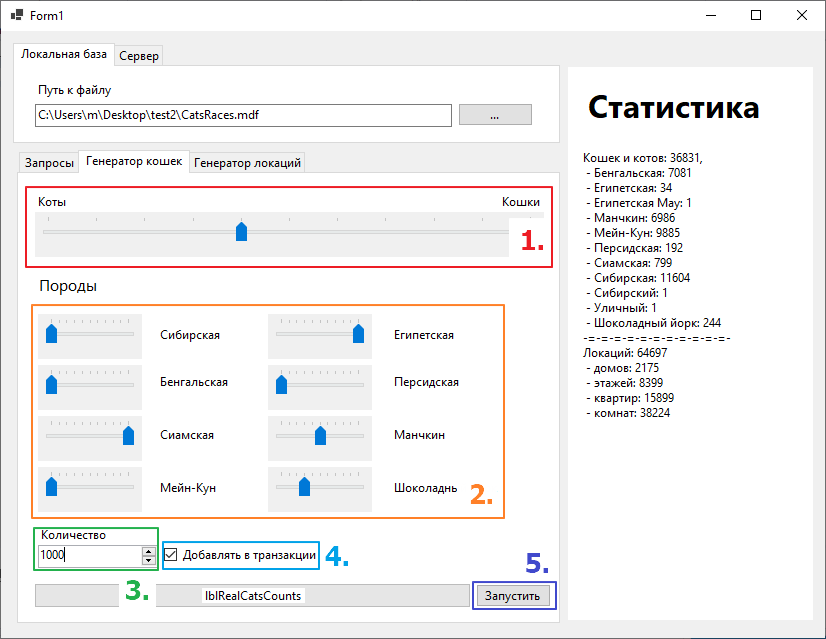 Form1
Локальная база Сервер
Путь к файлу
C:\Users\m\Desktop\test2\CatsRaces.mdf ...
Запросы Генератор кошек Генератор локаций
Коты Кошки
1.
Породы
Сибирская Египетская
Бенгальская Персидская
Сиамская Манчкин
Мейн-Кун Шоколаднь
2.
Количество
1000 Добавлять в транзакции 4.
3. 5.
lblRealCatsCounts Запустить
Статистика
Кошек и котов: 36831,
- Бенгальская: 7081
- Египетская: 34
- Египетская Мау: 1
- Манчкин: 6986
- Мейн-Кун: 9885
- Персидская: 192
- Сиамская: 799
- Сибирская: 11604
- Сибирский: 1
- Уличный: 1
- Шоколадный йорк: 244
-=-=-=-=-=-=-=-=-=-=-=-
Локаций: 64697
- домов: 2175
- этажей: 8399
- квартир: 15899
- комнат: 38224